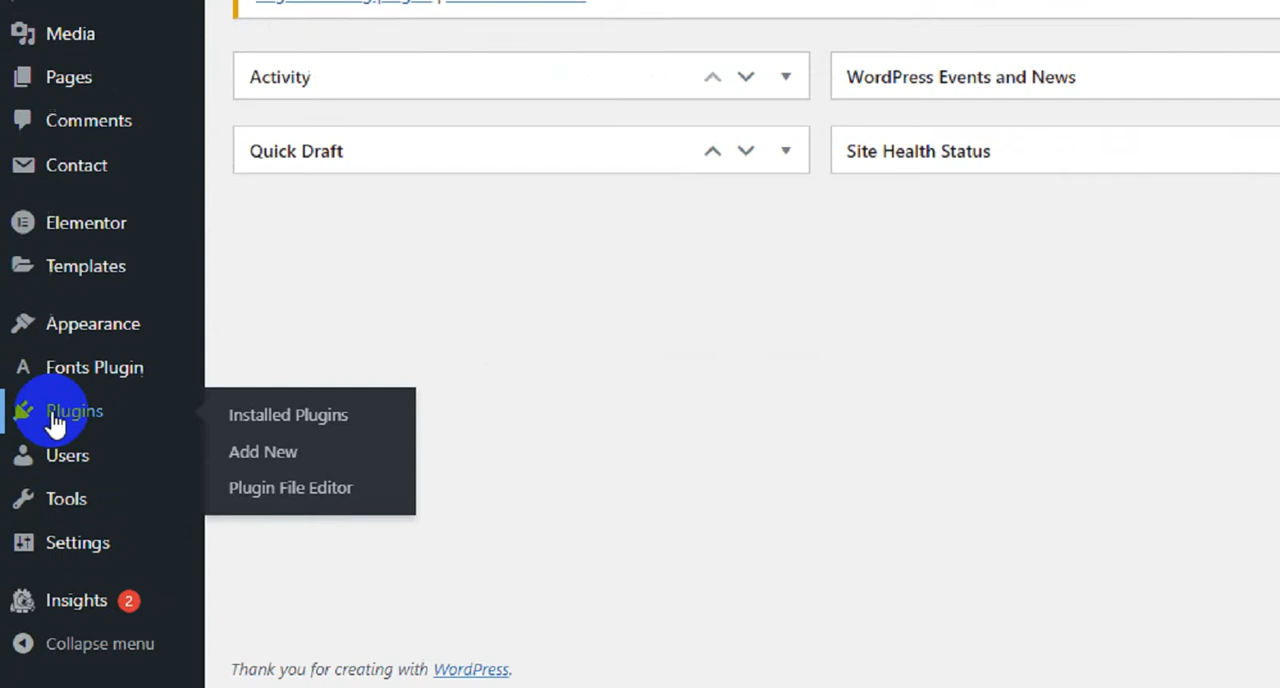 Media
Pages
Comments
Contact
Elementor
Templates
Appearance
Fonts Plugin
Plugins
Users
Tools
Settings
Insights 2
Collapse menu
Installed Plugins
Add New
Plugin File Editor
Activity
WordPress Events and News
Quick Draft
Site Health Status
Thank you for creating with WordPress.